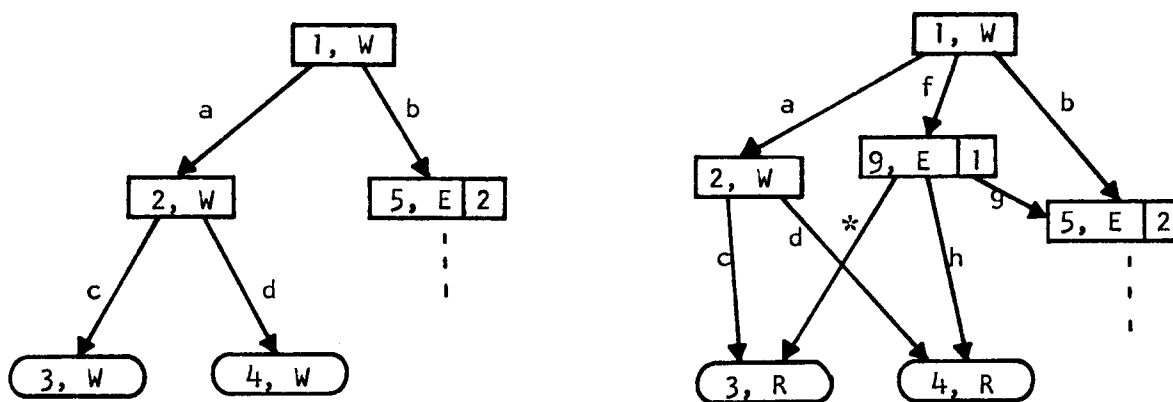 1, W
a
b
2, W
5, E 2
c
d
3, W
4, W
1, W
a
f
b
9, E 1
2, W
g
5, E 2
*
d
c
h
3, R
4, R